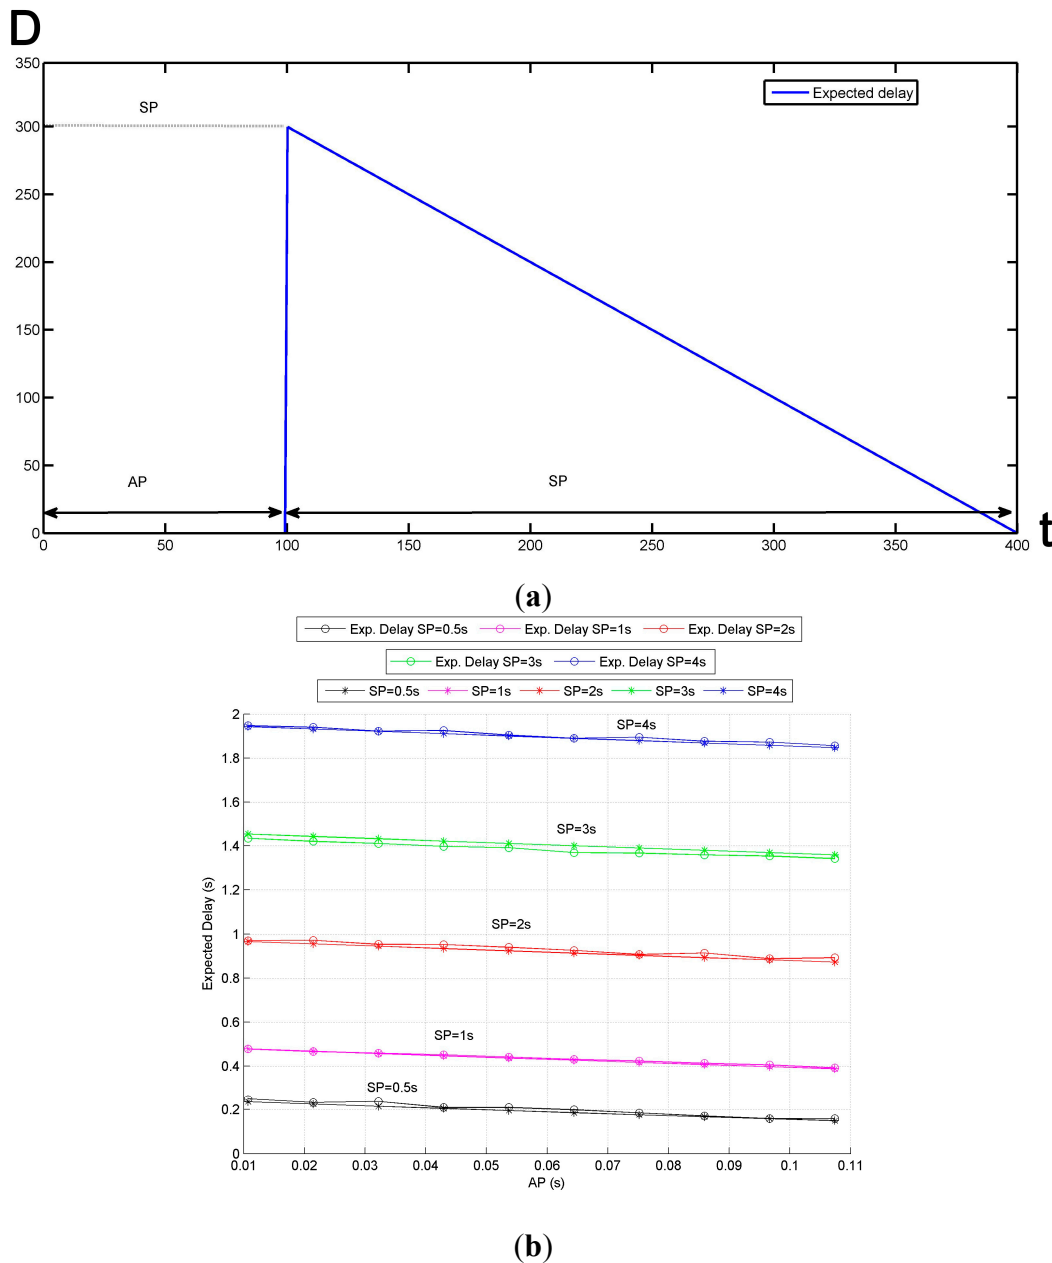 D
350
SP
Expected delay
300
250
200
150
100
50
AP
SP
0
0 50 100 150 200 250 300 350 400
t
(a)
Exp. Delay SP=0.5s Exp. Delay SP=1s Exp. Delay SP=2s
Exp. Delay SP=3s Exp. Delay SP=4s
SP=0.5s SP=1s SP=2s SP=3s SP=4s
2
SP=4s
1.8
1.6
SP=3s
1.4
1.2
SP=2s
1
0.8
0.6
SP=1s
0.4
SP=0.5s
0.2
0
Expected Delay (s)
0.01 0.02 0.03 0.04 0.05 0.06 0.07 0.08 0.09 0.1 0.11
AP (s)
(b)